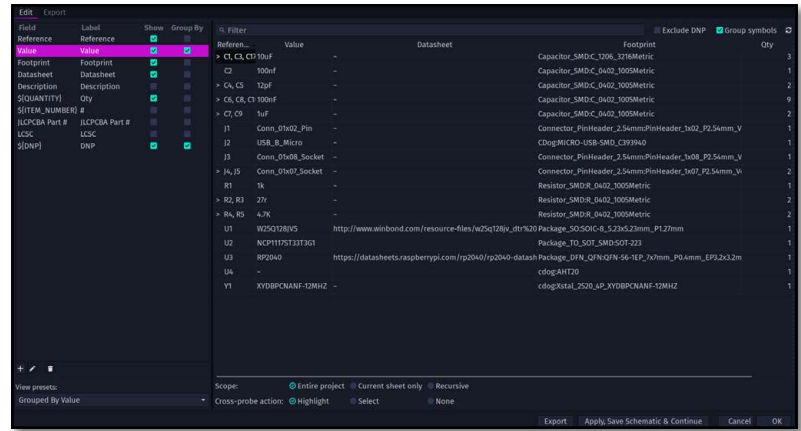 Edit Export
Field Label Show Group By
Reference Reference
Value Value
Footprint Footprint
Datasheet Datasheet
Description Description
${QUANTITY} Qty
${ITEM_NUMBER} #
JLCPCBA Part # JLCPCBA Part #
LCSC LCSC
${DNP} DNP
View presets:
Grouped By Value
Filter Exclude DNP Group symbols
Referen... Value Datasheet Footprint Qty
> C1, C3, C1 10uF ~ Capacitor_SMD:C_1206_3216Metric 3
C2 100nf ~ Capacitor_SMD:C_0402_1005Metric 1
> C4, C5 12pF ~ Capacitor_SMD:C_0402_1005Metric 2
> C6, C8, C1 100nF ~ Capacitor_SMD:C_0402_1005Metric 9
> C7, C9 1uF ~ Capacitor_SMD:C_0402_1005Metric 2
J1 Conn_01x02_Pin ~ Connector_PinHeader_2.54mm:PinHeader_1x02_P2.54mm_V 1
J2 USB_B_Micro ~ CDog:MICRO-USB-SMD_C393940 1
J3 Conn_01x08_Socket ~ Connector_PinHeader_2.54mm:PinHeader_1x08_P2.54mm_V 1
> J4, J5 Conn_01x07_Socket ~ Connector_PinHeader_2.54mm:PinHeader_1x07_P2.54mm_V 2
R1 1k ~ Resistor_SMD:R_0402_1005Metric 1
> R2, R3 27r ~ Resistor_SMD:R_0402_1005Metric 2
> R4, R5 4.7K ~ Resistor_SMD:R_0402_1005Metric 2
U1 W25Q128JVS http://www.winbond.com/resource-files/w25q128jv_dtr%20 Package_SO:SOIC-8_5.23x5.23mm_P1.27mm 1
U2 NCP1117ST33T3G1 Package_TO_SOT_SMD:SOT-223 1
U3 RP2040 https://datasheets.raspberrypi.com/rp2040/rp2040-datash Package_DFN_QFN:QFN-56-1EP_7x7mm_P0.4mm_EP3.2x3.2m 1
U4 ~ cdog:AHT20 1
Y1 XYDBPCNANF-12MHZ ~ cdog:Xstal_2520_4P_XYDBPCNANF-12MHZ 1
Scope: Entire project Current sheet only Recursive
Cross-probe action: Highlight Select None
Export Apply, Save Schematic & Continue Cancel OK